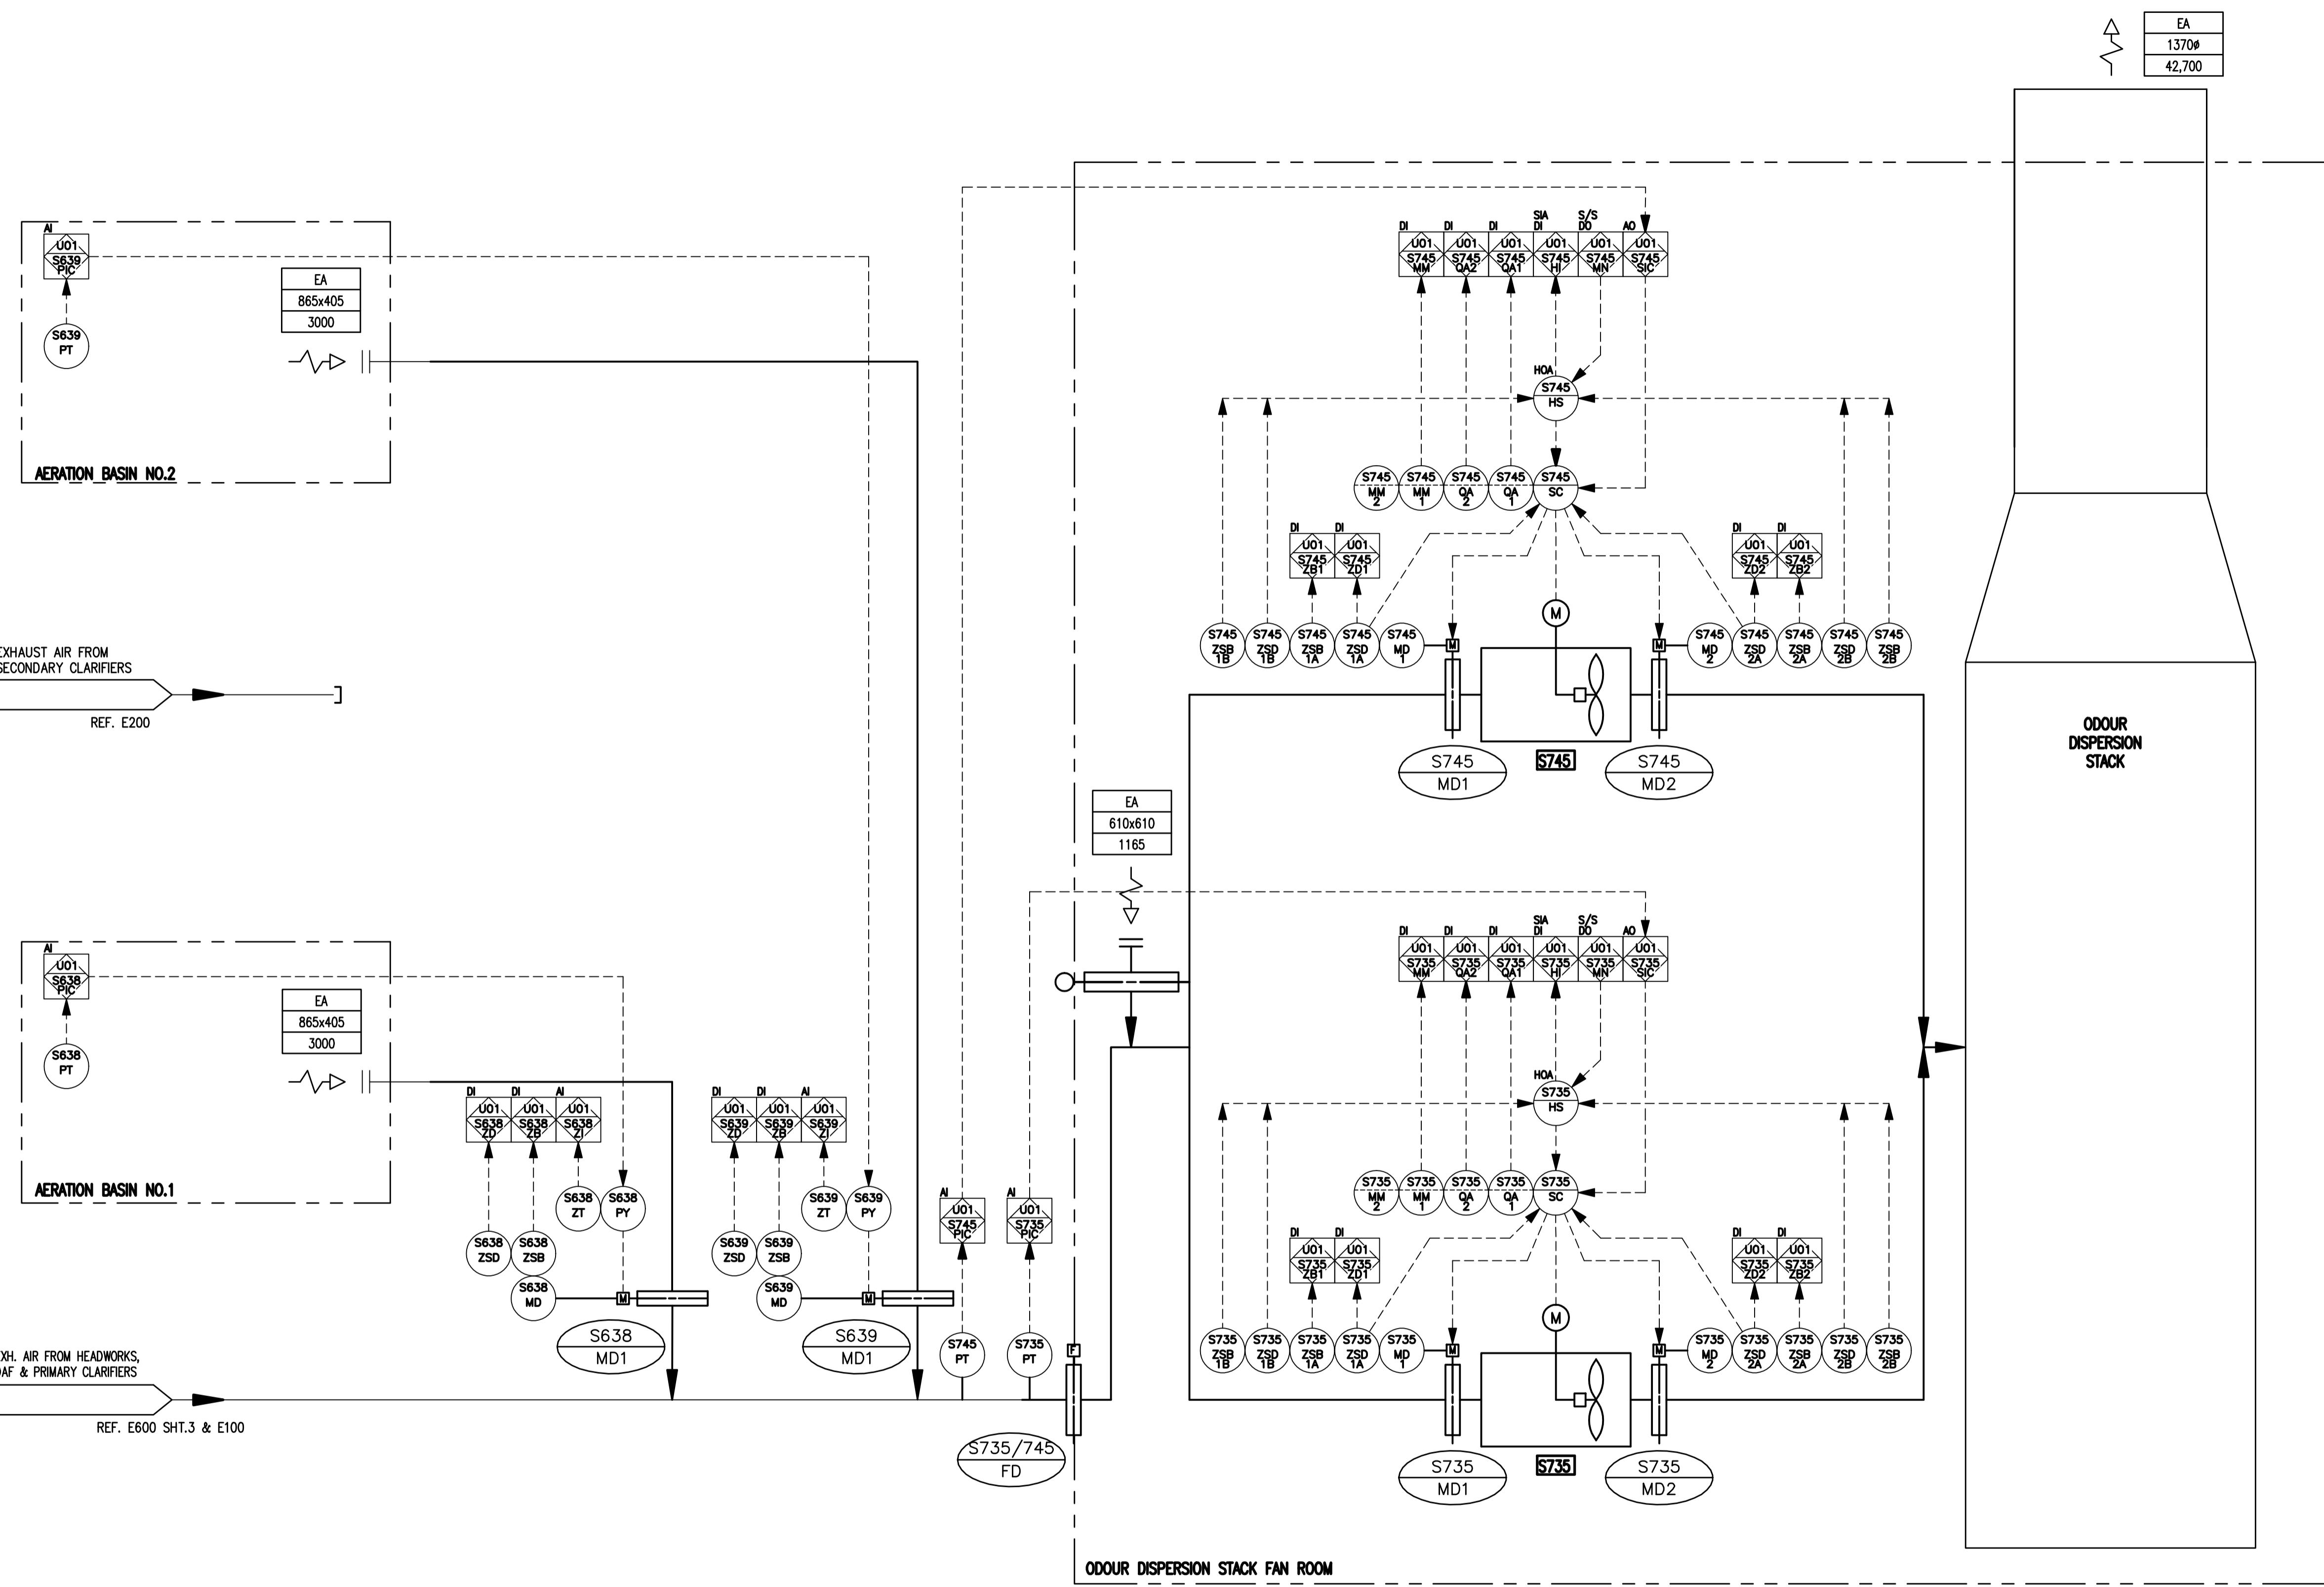 EA
1370ø
42,700
AI
U01
S639
PIC
S639
PT
EA
865x405
3000
AERATION BASIN NO.2
DI
DI
DI
SIA
DI
S/S
DO
AO
U01
S745
MM
U01
S745
QA2
U01
S745
QA1
U01
S745
HI
U01
S745
MN
U01
S745
SIC
HOA
S745
HS
S745
MM
2
S745
MM
1
S745
QA
2
S745
QA
1
S745
SC
DI
DI
U01
S745
ZB1
U01
S745
ZD1
DI
DI
U01
S745
ZD2
U01
S745
ZB2
M
S745
ZSB
1B
S745
ZSD
1B
S745
ZSB
1A
S745
ZSD
1A
S745
MD
1
M
M
S745
MD
2
S745
ZSD
2A
S745
ZSB
2A
S745
ZSD
2B
S745
ZSB
2B
EXHAUST AIR FROM
SECONDARY CLARIFIERS
REF. E200
S745
MD1
S745
S745
MD2
ODOUR
DISPERSION
STACK
EA
610x610
1165
AI
U01
S638
PIC
S638
PT
EA
865x405
3000
AERATION BASIN NO.1
DI
DI
AI
U01
S638
ZD
U01
S638
ZB
U01
S638
ZI
S638
ZT
S638
PY
S638
ZSD
S638
ZSB
S638
MD
M
S638
MD1
DI
DI
AI
U01
S639
ZD
U01
S639
ZB
U01
S639
ZI
S639
ZT
S639
PY
S639
ZSD
S639
ZSB
S639
MD
M
S639
MD1
AI
U01
S745
PIC
AI
U01
S735
PIC
S745
PT
S735
PT
F
S735/745
FD
DI
DI
DI
SIA
DI
S/S
DO
AO
U01
S735
MM
U01
S735
QA2
U01
S735
QA1
U01
S735
HI
U01
S735
MN
U01
S735
SIC
HOA
S735
HS
S735
MM
2
S735
MM
1
S735
QA
2
S735
QA
1
S735
SC
DI
DI
U01
S735
ZB1
U01
S735
ZD1
DI
DI
U01
S735
ZD2
U01
S735
ZB2
M
S735
ZSB
1B
S735
ZSD
1B
S735
ZSB
1A
S735
ZSD
1A
S735
MD
1
M
M
S735
MD
2
S735
ZSD
2A
S735
ZSB
2A
S735
ZSD
2B
S735
ZSB
2B
S735
MD1
S735
S735
MD2
XH. AIR FROM HEADWORKS,
DAF & PRIMARY CLARIFIERS
REF. E600 SHT.3 & E100
ODOUR DISPERSION STACK FAN ROOM